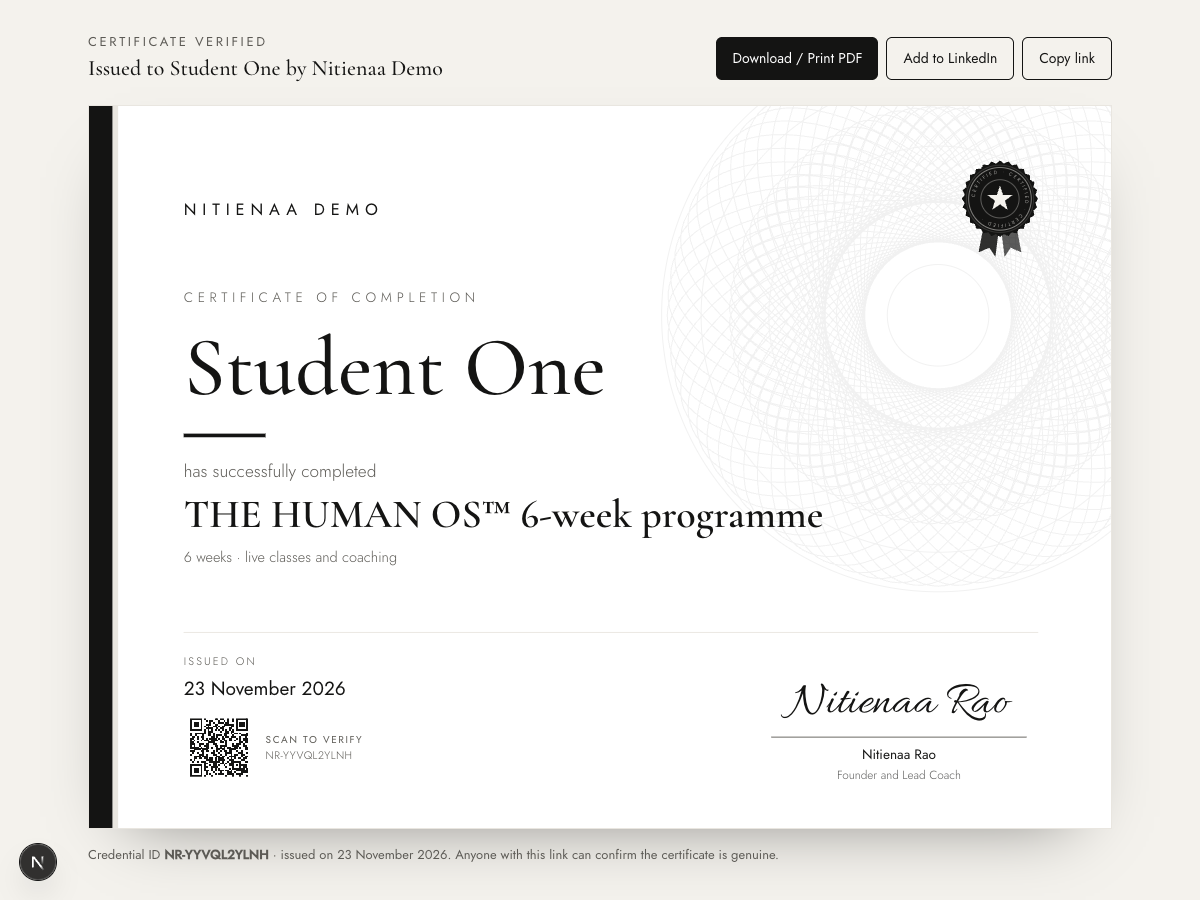 CERTIFICATE VERIFIED
Issued to Student One by Nitienaa Demo
Download / Print PDF
Add to LinkedIn
Copy link
NITIENAA DEMO
CERTIFIED · CERTIFIED · CERTIFIED
CERTIFICATE OF COMPLETION
Student One
has successfully completed
THE HUMAN OS™ 6-week programme
6 weeks · live classes and coaching
ISSUED ON
23 November 2026
SCAN TO VERIFY
NR-YYVQL2YLNH
Nitienaa Rao
Nitienaa Rao
Founder and Lead Coach
N
Credential ID NR-YYVQL2YLNH · issued on 23 November 2026. Anyone with this link can confirm the certificate is genuine.